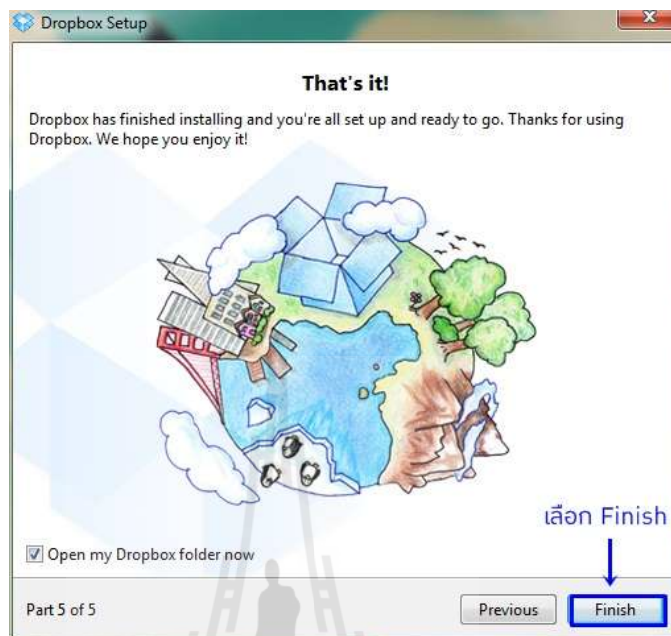 Dropbox Setup
That's it!
Dropbox has finished installing and you're all set up and ready to go. Thanks for using
Dropbox. We hope you enjoy it!
เลือก Finish
Open my Dropbox folder now
Part 5 of 5
Previous
Finish